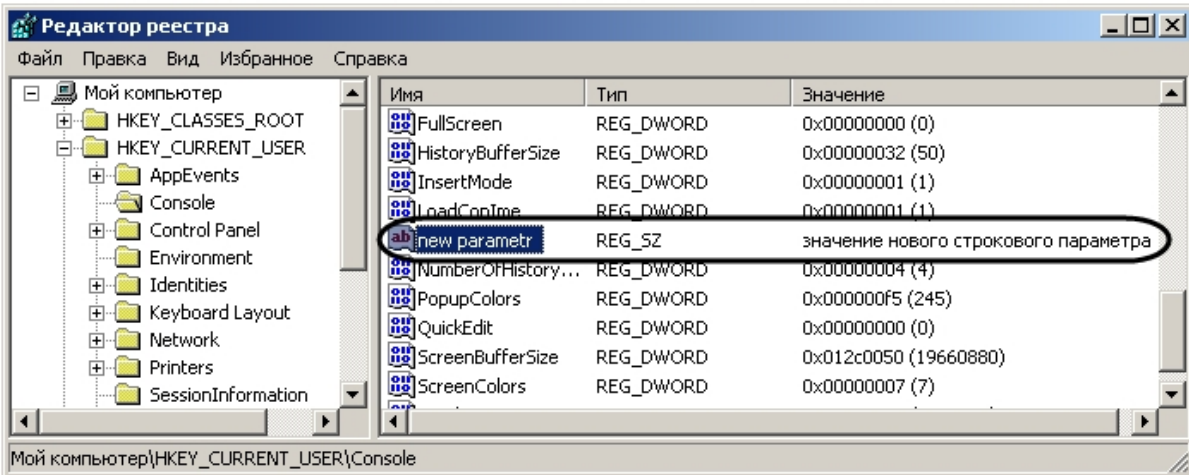 Редактор реестра
Файл Правка Вид Избранное Справка
Мой компьютер
HKEY_CLASSES_ROOT
HKEY_CURRENT_USER
AppEvents
Console
Control Panel
Environment
Identities
Keyboard Layout
Network
Printers
SessionInformation
Имя Тип Значение
FullScreen REG_DWORD 0x00000000 (0)
HistoryBufferSize REG_DWORD 0x00000032 (50)
InsertMode REG_DWORD 0x00000001 (1)
LoadConIme REG_DWORD 0x00000001 (1)
new parametr REG_SZ значение нового строкового параметра
NumberOfHistory... REG_DWORD 0x00000004 (4)
PopupColors REG_DWORD 0x000000f5 (245)
QuickEdit REG_DWORD 0x00000000 (0)
ScreenBufferSize REG_DWORD 0x012c0050 (19660880)
ScreenColors REG_DWORD 0x00000007 (7)
Мой компьютер\HKEY_CURRENT_USER\Console